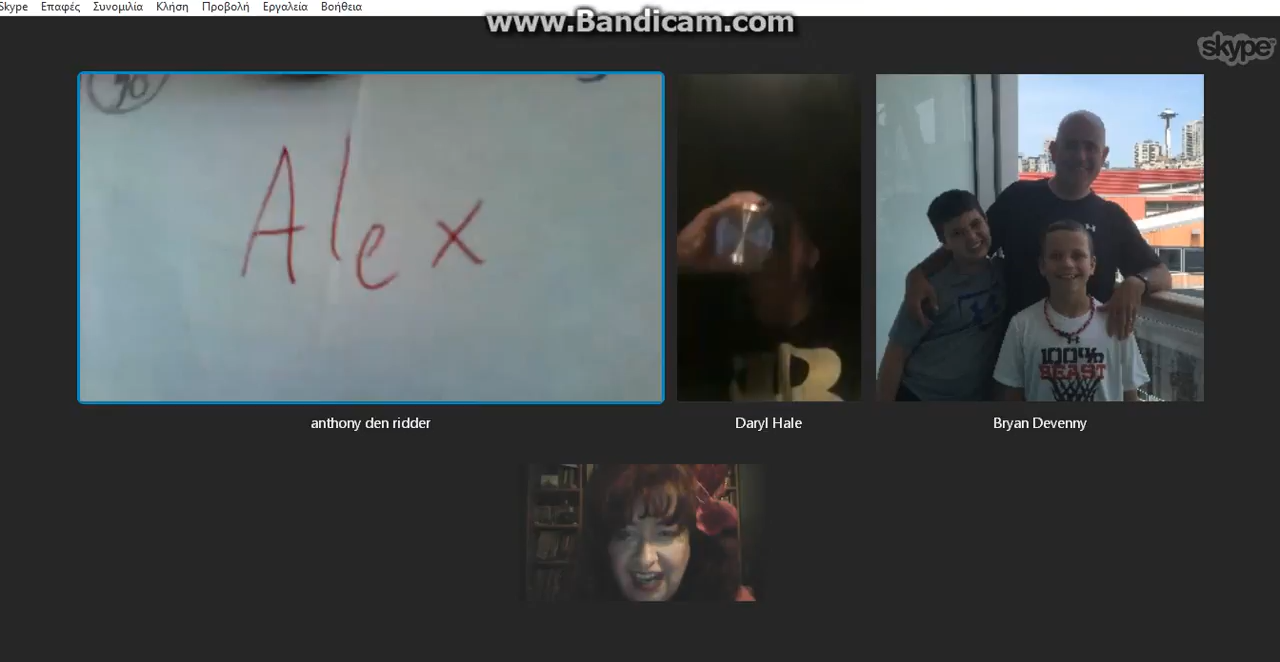 Skype Επαφές Συνομιλία Κλήση Προβολή Εργαλεία Βοήθεια
www.Bandicam.com
skype
Alex
100%
BEAST
anthony den ridder
Daryl Hale
Bryan Devenny